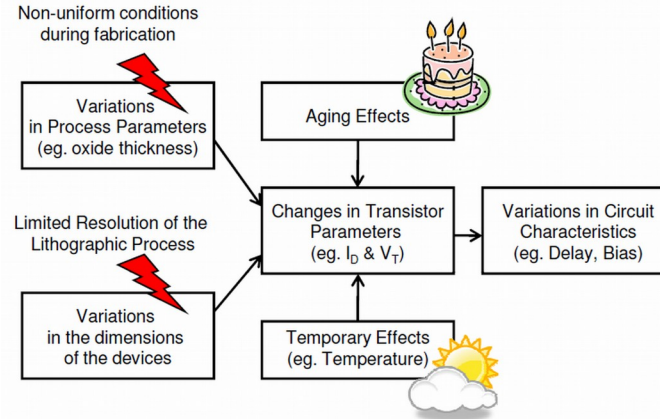 Non-uniform conditions
during fabrication
Variations
in Process Parameters
(eg. oxide thickness)
Aging Effects
Limited Resolution of the
Lithographic Process
Changes in Transistor
Parameters
(eg. I_D & V_T)
Variations in Circuit
Characteristics
(eg. Delay, Bias)
Variations
in the dimensions
of the devices
Temporary Effects
(eg. Temperature)